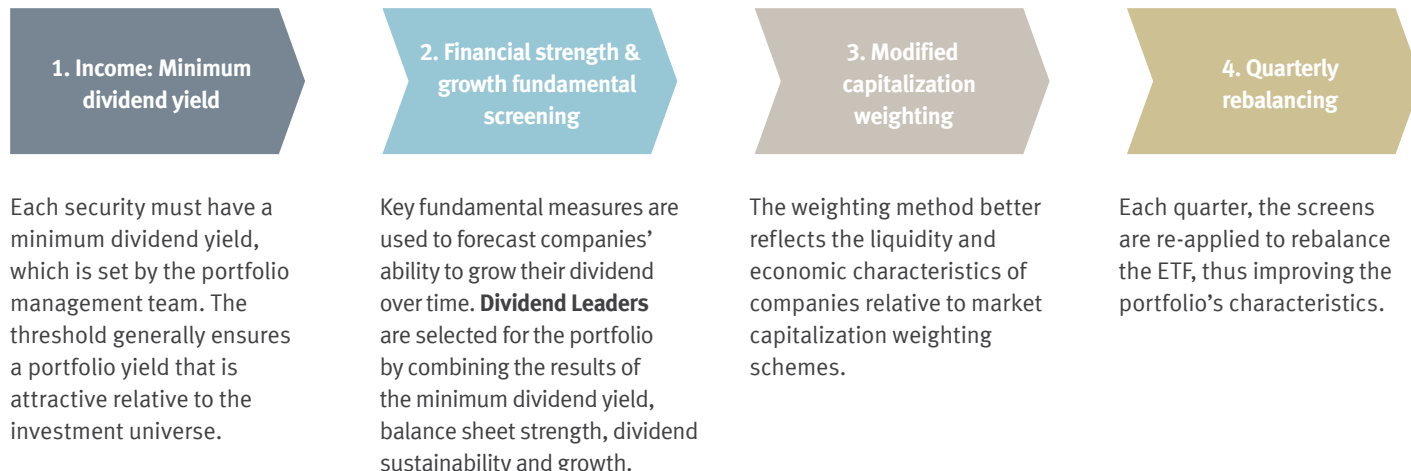 1. Income: Minimum
dividend yield
Each security must have a
minimum dividend yield,
which is set by the portfolio
management team. The
threshold generally ensures
a portfolio yield that is
attractive relative to the
investment universe.
2. Financial strength &
growth fundamental
screening
Key fundamental measures are
used to forecast companies’
ability to grow their dividend
over time. Dividend Leaders
are selected for the portfolio
by combining the results of
the minimum dividend yield,
balance sheet strength, dividend
sustainability and growth.
3. Modified
capitalization
weighting
The weighting method better
reflects the liquidity and
economic characteristics of
companies relative to market
capitalization weighting
schemes.
4. Quarterly
rebalancing
Each quarter, the screens
are re-applied to rebalance
the ETF, thus improving the
portfolio’s characteristics.